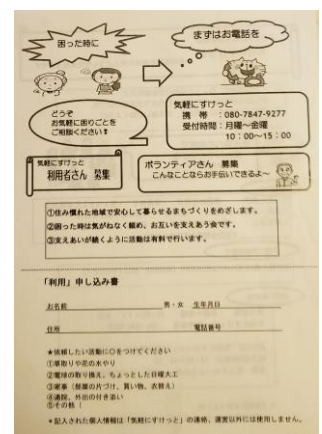 困った時に
まずはお電話を
どうぞ
お気軽に困りごとを
ご相談ください！
気軽にすけっと
携 帯 :080-7847-9277
受付時間：月曜〜金曜
10：00〜15：00
気軽にすけっと
利用者さん 募集
ボランティアさん 募集
こんなことならお手伝いできるよ〜
①住み慣れた地域で安心して暮らせるまちづくりをめざします。
②困った時は気がねなく頼め、お互いを支えあう会です。
③支えあいが続くように活動は有料で行います。
「利用」申し込み書
お名前 男・女 生年月日
住所 電話番号
★依頼したい活動に○をつけてください
①草取りや花の水やり
②電球の取り換え、ちょっとした日曜大工
③家事（部屋の片づけ、買い物、衣替え）
④通院、外出の付き添い
⑤その他（
＊記入された個人情報は「気軽にすけっと」の連絡、運営以外には使用しません。